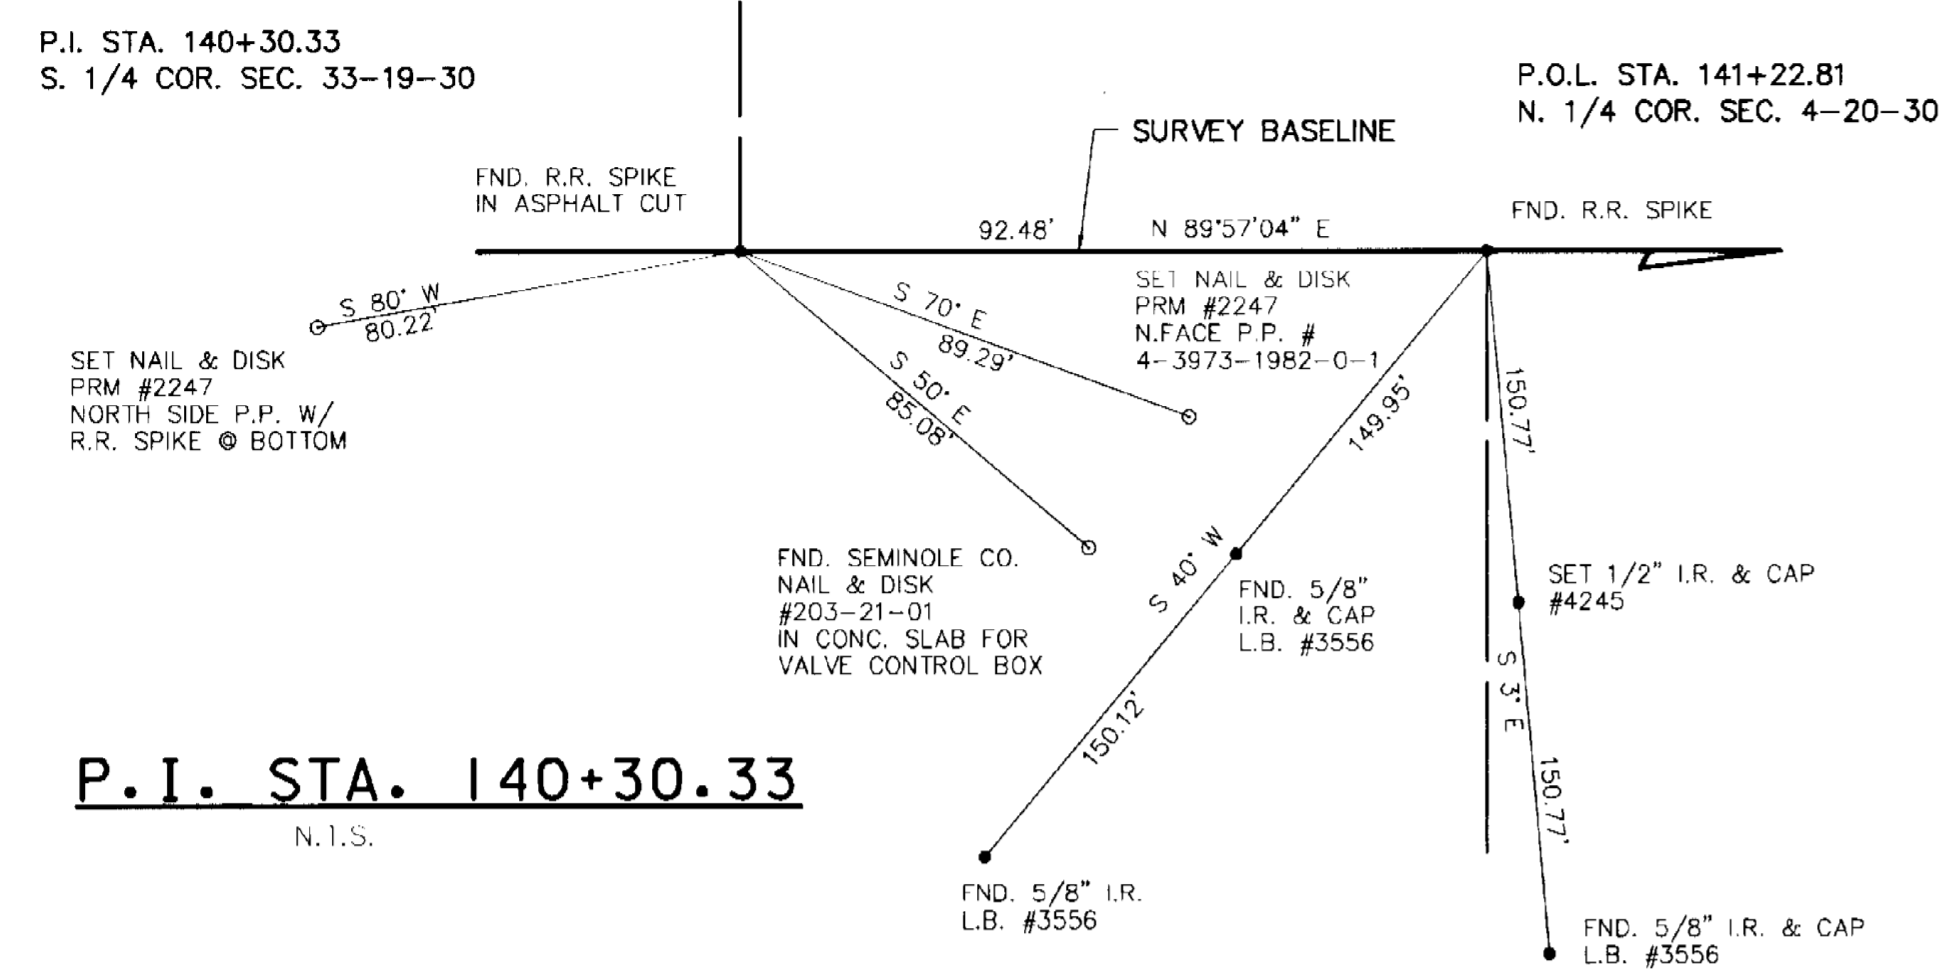 P.I. STA. 140+30.33
S. 1/4 COR. SEC. 33-19-30
P.O.L. STA. 141+22.81
N. 1/4 COR. SEC. 4-20-30
SURVEY BASELINE
FND. R.R. SPIKE
IN ASPHALT CUT
FND. R.R. SPIKE
92.48'
N 89°57'04" E
S 80° W
80.22'
SET NAIL & DISK
PRM #2247
NORTH SIDE P.P. W/
R.R. SPIKE @ BOTTOM
S 70° E
89.29'
SET NAIL & DISK
PRM #2247
N.FACE P.P. #
4-3973-1982-0-1
S 50° E
85.08'
149.95'
150.77'
FND. SEMINOLE CO.
NAIL & DISK
#203-21-01
IN CONC. SLAB FOR
VALVE CONTROL BOX
S 40° W
FND. 5/8"
I.R. & CAP
L.B. #3556
SET 1/2" I.R. & CAP
#4245
S 3° E
150.12'
150.77'
P.I. STA. 140+30.33
N.T.S.
FND. 5/8" I.R.
L.B. #3556
FND. 5/8" I.R. & CAP
L.B. #3556